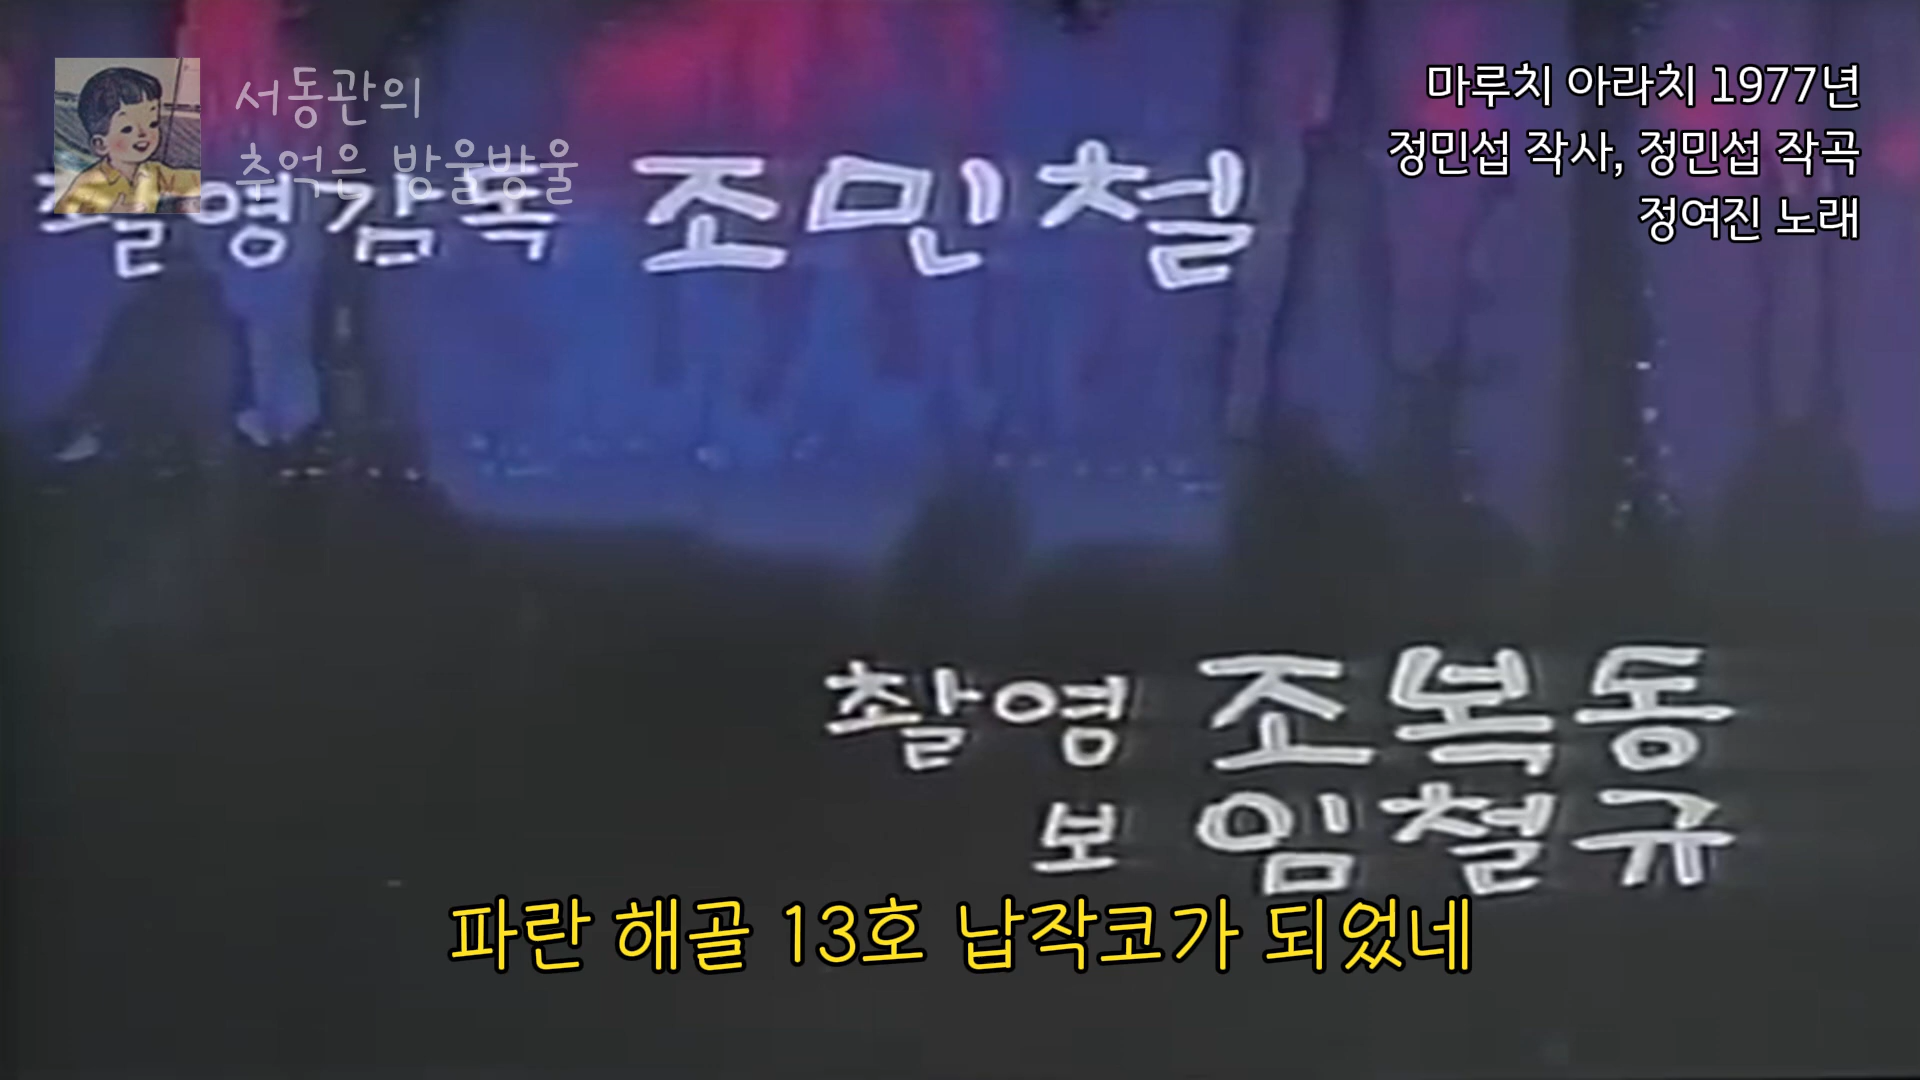 서동관의
추억은 방울방울
마루치 아라치 1977년
정민섭 작사, 정민섭 작곡
정여진 노래
촬영감독 조민철
촬영 조복동
보 임철규
파란 해골 13호 납작코가 되었네